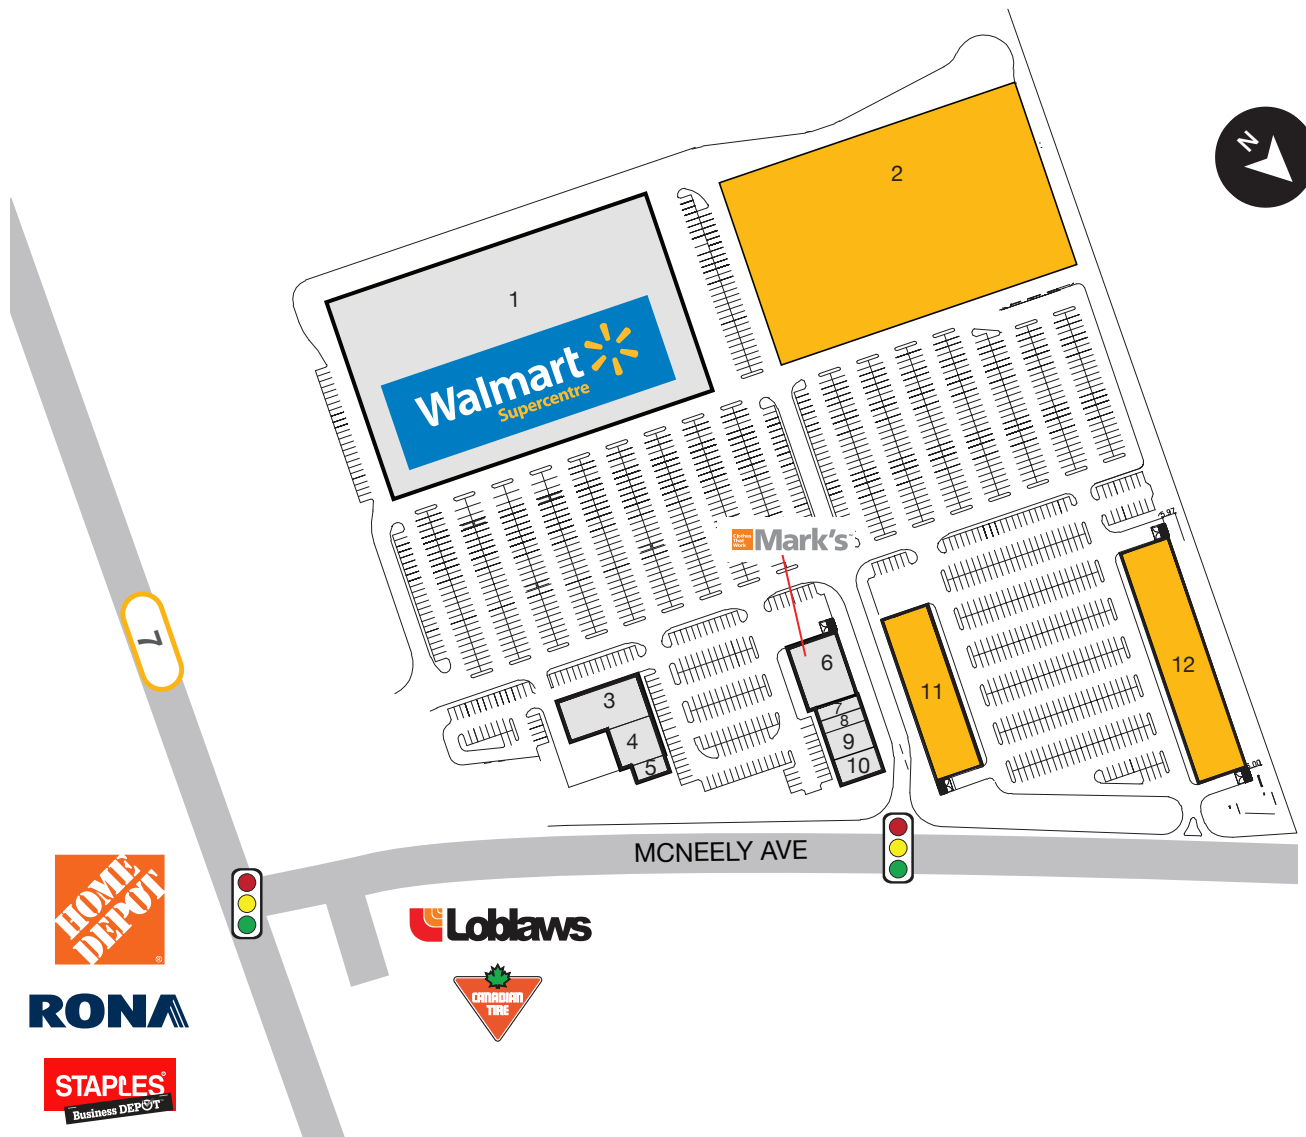 N
2
1
Walmart
Supercentre
Clothes
That
Work
Mark's
7
6
3
7
4
8
9
5
10
11
12
MCNEELY AVE
HOME
DEPOT
®
Loblaws
RONA
CANADIAN
TIRE
STAPLES
Business DEPOT